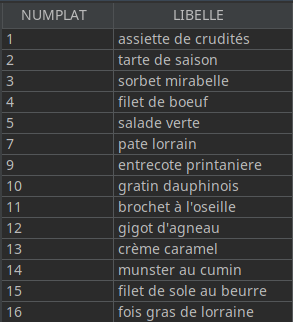 NUMPLAT LIBELLE
1 assiette de crudités
2 tarte de saison
3 sorbet mirabelle
4 filet de boeuf
5 salade verte
7 pate lorrain
9 entrecote printaniere
10 gratin dauphinois
11 brochet à l'oseille
12 gigot d'agneau
13 crème caramel
14 munster au cumin
15 filet de sole au beurre
16 fois gras de lorraine